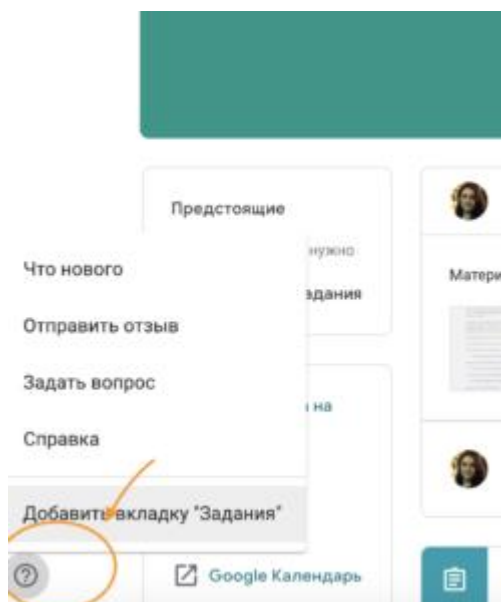 Предстоящие
нужно
Матери
Что нового
адания
Отправить отзыв
Задать вопрос
на
Справка
Добавить вкладку "Задания"
Google Календарь